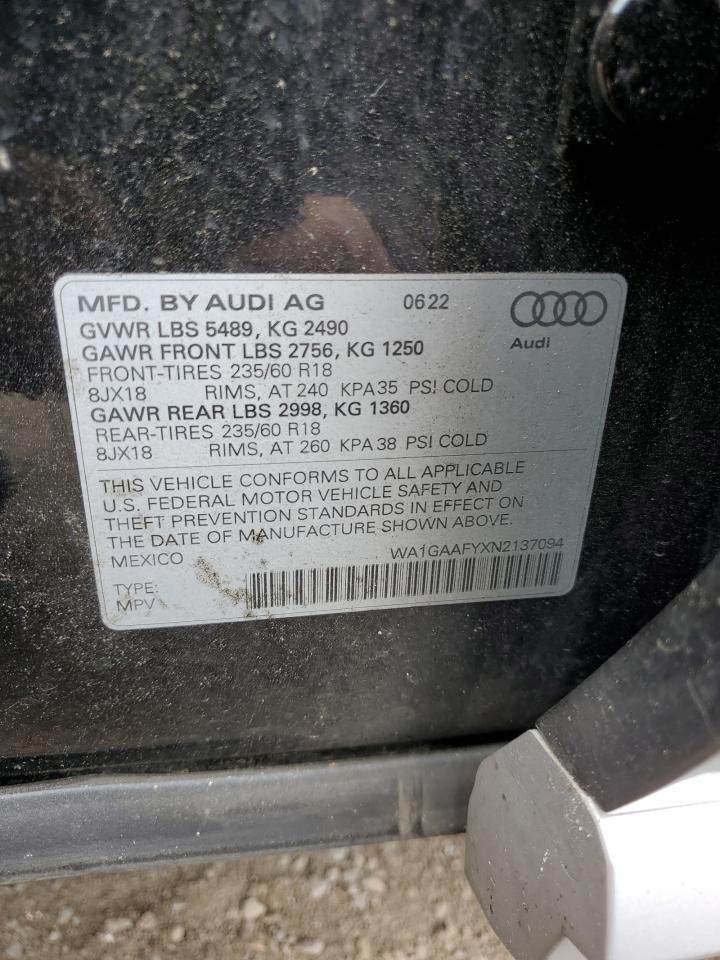 MFD. BY AUDI AG 0622
GVWR LBS 5489, KG 2490
Audi
GAWR FRONT LBS 2756, KG 1250
FRONT-TIRES 235/60 R18
8JX18 RIMS, AT 240 KPA 35 PSI COLD
GAWR REAR LBS 2998, KG 1360
REAR-TIRES 235/60 R18
8JX18 RIMS, AT 260 KPA 38 PSI COLD
THIS VEHICLE CONFORMS TO ALL APPLICABLE
U.S. FEDERAL MOTOR VEHICLE SAFETY AND
THEFT PREVENTION STANDARDS IN EFFECT ON
THE DATE OF MANUFACTURE SHOWN ABOVE.
MEXICO WA1GAAFYXN2137094
TYPE:
MPV